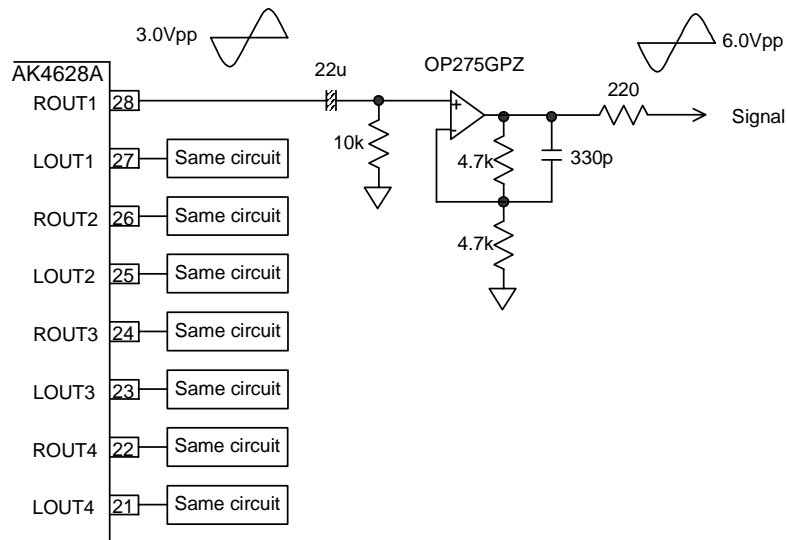 3.0Vpp
6.0Vpp
AK4628A
22u
OP275GPZ
220
ROUT1 28
+
-
Signal
10k
4.7k
330p
LOUT1 27 Same circuit
ROUT2 26 Same circuit
4.7k
LOUT2 25 Same circuit
ROUT3 24 Same circuit
LOUT3 23 Same circuit
ROUT4 22 Same circuit
LOUT4 21 Same circuit